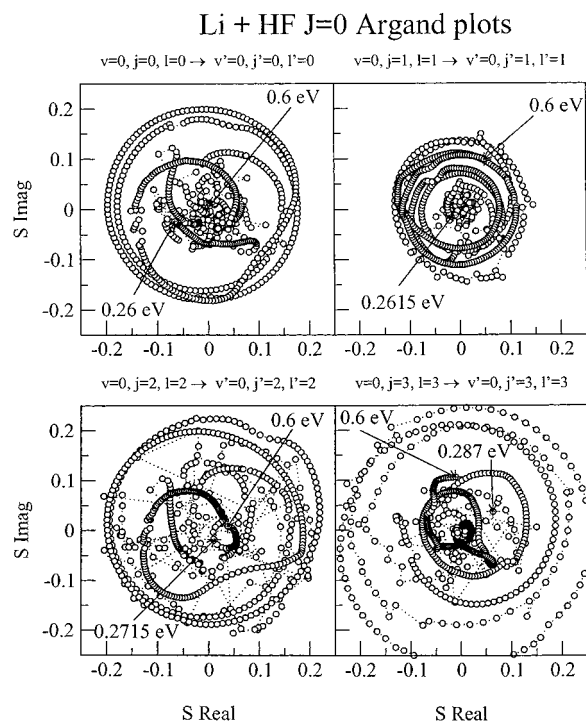 Li + HF J=0 Argand plots
v=0, j=0, l=0 → v'=0, j'=0, l'=0
v=0, j=1, l=1 → v'=0, j'=1, l'=1
0.2
0.1
0
-0.1
-0.2
S Imag
0.6 eV
0.26 eV
0.6 eV
0.2615 eV
-0.2 -0.1 0 0.1 0.2
-0.2 -0.1 0 0.1 0.2
v=0, j=2, l=2 → v'=0, j'=2, l'=2
v=0, j=3, l=3 → v'=0, j'=3, l'=3
0.2
0.1
0
-0.1
-0.2
S Imag
0.6 eV
0.2715 eV
0.6 eV
0.287 eV
-0.2 -0.1 0 0.1 0.2
-0.2 -0.1 0 0.1 0.2
S Real
S Real